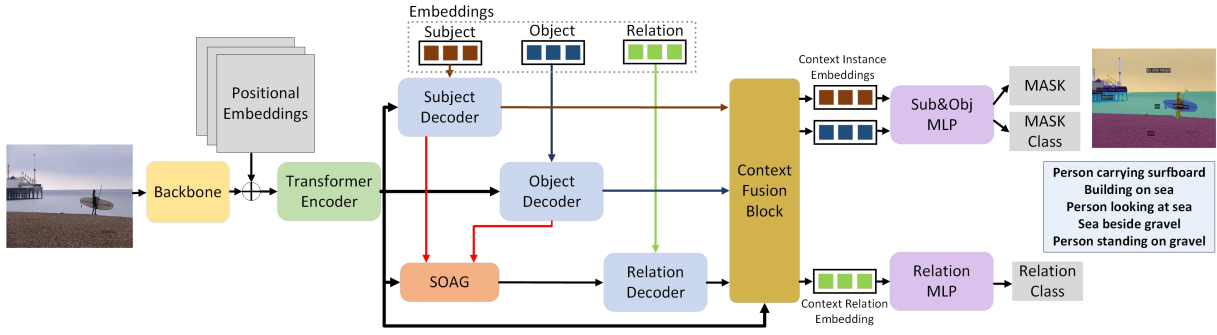 Embeddings
Subject
Object
Relation
Positional
Embeddings
Subject
Decoder
Context Instance
Embeddings
Sub&Obj
MLP
MASK
MASK
Class
Backbone
Transformer
Encoder
Object
Decoder
Context
Fusion
Block
Person carrying surfboard
Building on sea
Person looking at sea
Sea beside gravel
Person standing on gravel
SOAG
Relation
Decoder
Context Relation
Embedding
Relation
MLP
Relation
Class